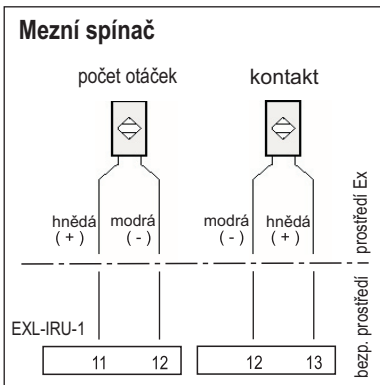 Mezní spínač
počet otáček kontakt
hnědá modrá modrá hnědá
( + ) ( - ) ( - ) ( + )
prostředí Ex
bezp. prostředí
EXL-IRU-1
11 12 12 13